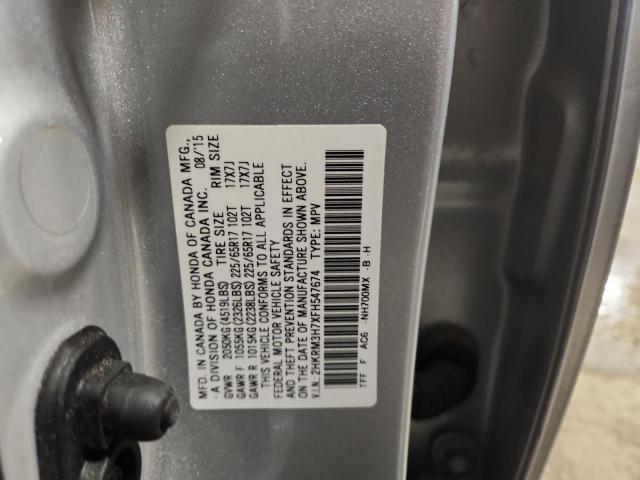 MFD. IN CANADA BY HONDA OF CANADA MFG.,
-A DIVISION OF HONDA CANADA INC. 08/'15
TIRE SIZE RIM SIZE
GVWR 2050KG(4519LBS)
GAWR F 1055KG(2326LBS) 225/65R17 102T 17X7J
GAWR R 1015KG(2238LBS) 225/65R17 102T 17X7J
THIS VEHICLE CONFORMS TO ALL APPLICABLE
FEDERAL MOTOR VEHICLE SAFETY
AND THEFT PREVENTION STANDARDS IN EFFECT
ON THE DATE OF MANUFACTURE SHOWN ABOVE.
V.I.N.:2HKRM3H7XFH547674 TYPE: MPV
TFF F AC6 -NH700MX -B -H